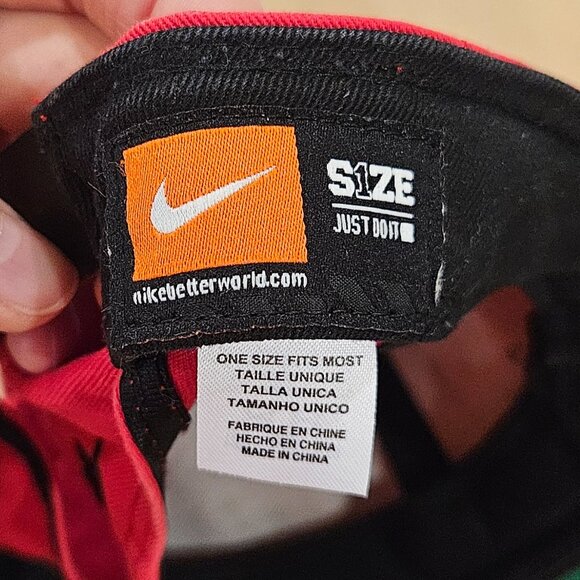 S1ZE
JUST DO IT
nikebetterworld.com
ONE SIZE FITS MOST
TAILLE UNIQUE
TALLA UNICA
TAMANHO UNICO
FABRIQUE EN CHINE
HECHO EN CHINA
MADE IN CHINA